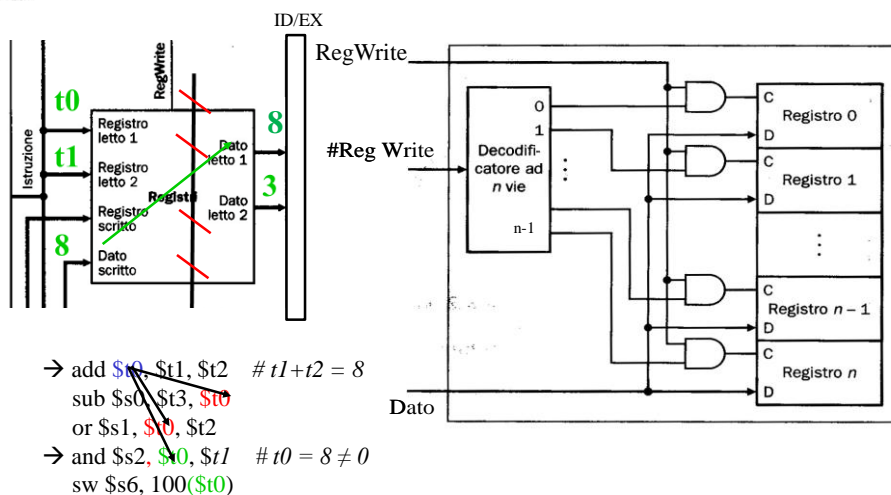 ID/EX
RegWrite
t0
t1
8
Istruzione
Registro
letto 1
Registro
letto 2
Registro
scritto
Dato
scritto
Registri
Dato
letto 1
Dato
letto 2
8
3
RegWrite
#Reg Write
Dato
Decodifi-
catore ad
n vie
0
1
⋮
n-1
C
D
Registro 0
C
D
Registro 1
⋮
C
D
Registro n – 1
C
D
Registro n
→ add $t0, $t1, $t2 # t1+t2 = 8
sub $s0, $t3, $t0
or $s1, $t0, $t2
→ and $s2, $t0, $t1 # t0 = 8 ≠ 0
sw $s6, 100($t0)